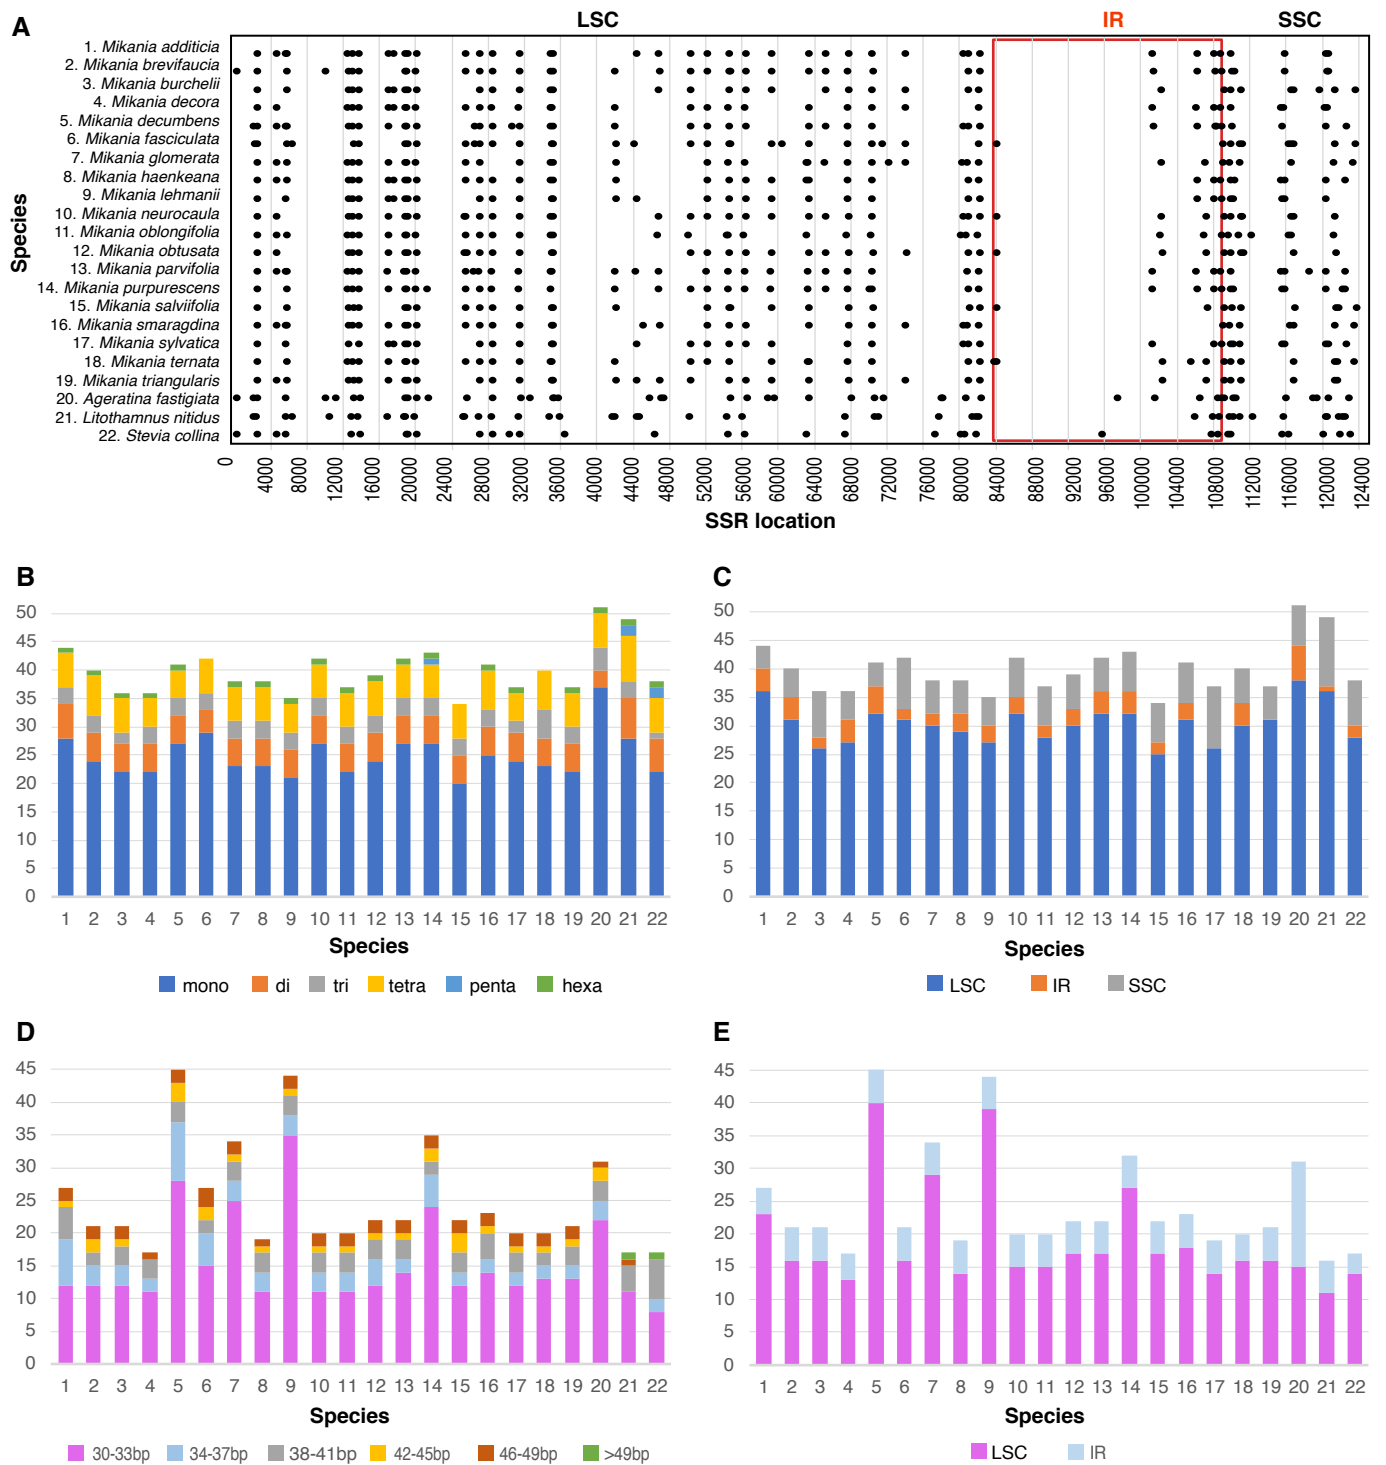 A
LSC IR SSC
Species
1. Mikania additicia
2. Mikania brevifaucia
3. Mikania burchelii
4. Mikania decora
5. Mikania decumbens
6. Mikania fasciculata
7. Mikania glomerata
8. Mikania haenkeana
9. Mikania lehmanii
10. Mikania neurocaula
11. Mikania oblongifolia
12. Mikania obtusata
13. Mikania parvifolia
14. Mikania purpurescens
15. Mikania salviifolia
16. Mikania smaragdina
17. Mikania sylvatica
18. Mikania ternata
19. Mikania triangularis
20. Ageratina fastigiata
21. Litothamnus nitidus
22. Stevia collina
0 4000 8000 12000 16000 20000 24000 28000 32000 36000 40000 44000 48000 52000 56000 60000 64000 68000 72000 76000 80000 84000 88000 92000 96000 100000 104000 108000 112000 116000 120000 124000
SSR location
B
50
45
40
35
30
25
20
15
10
5
0
1 2 3 4 5 6 7 8 9 10 11 12 13 14 15 16 17 18 19 20 21 22
Species
mono di tri tetra penta hexa
C
50
45
40
35
30
25
20
15
10
5
0
1 2 3 4 5 6 7 8 9 10 11 12 13 14 15 16 17 18 19 20 21 22
Species
LSC IR SSC
D
45
40
35
30
25
20
15
10
5
0
1 2 3 4 5 6 7 8 9 10 11 12 13 14 15 16 17 18 19 20 21 22
Species
30-33bp 34-37bp 38-41bp 42-45bp 46-49bp >49bp
E
45
40
35
30
25
20
15
10
5
0
1 2 3 4 5 6 7 8 9 10 11 12 13 14 15 16 17 18 19 20 21 22
Species
LSC IR